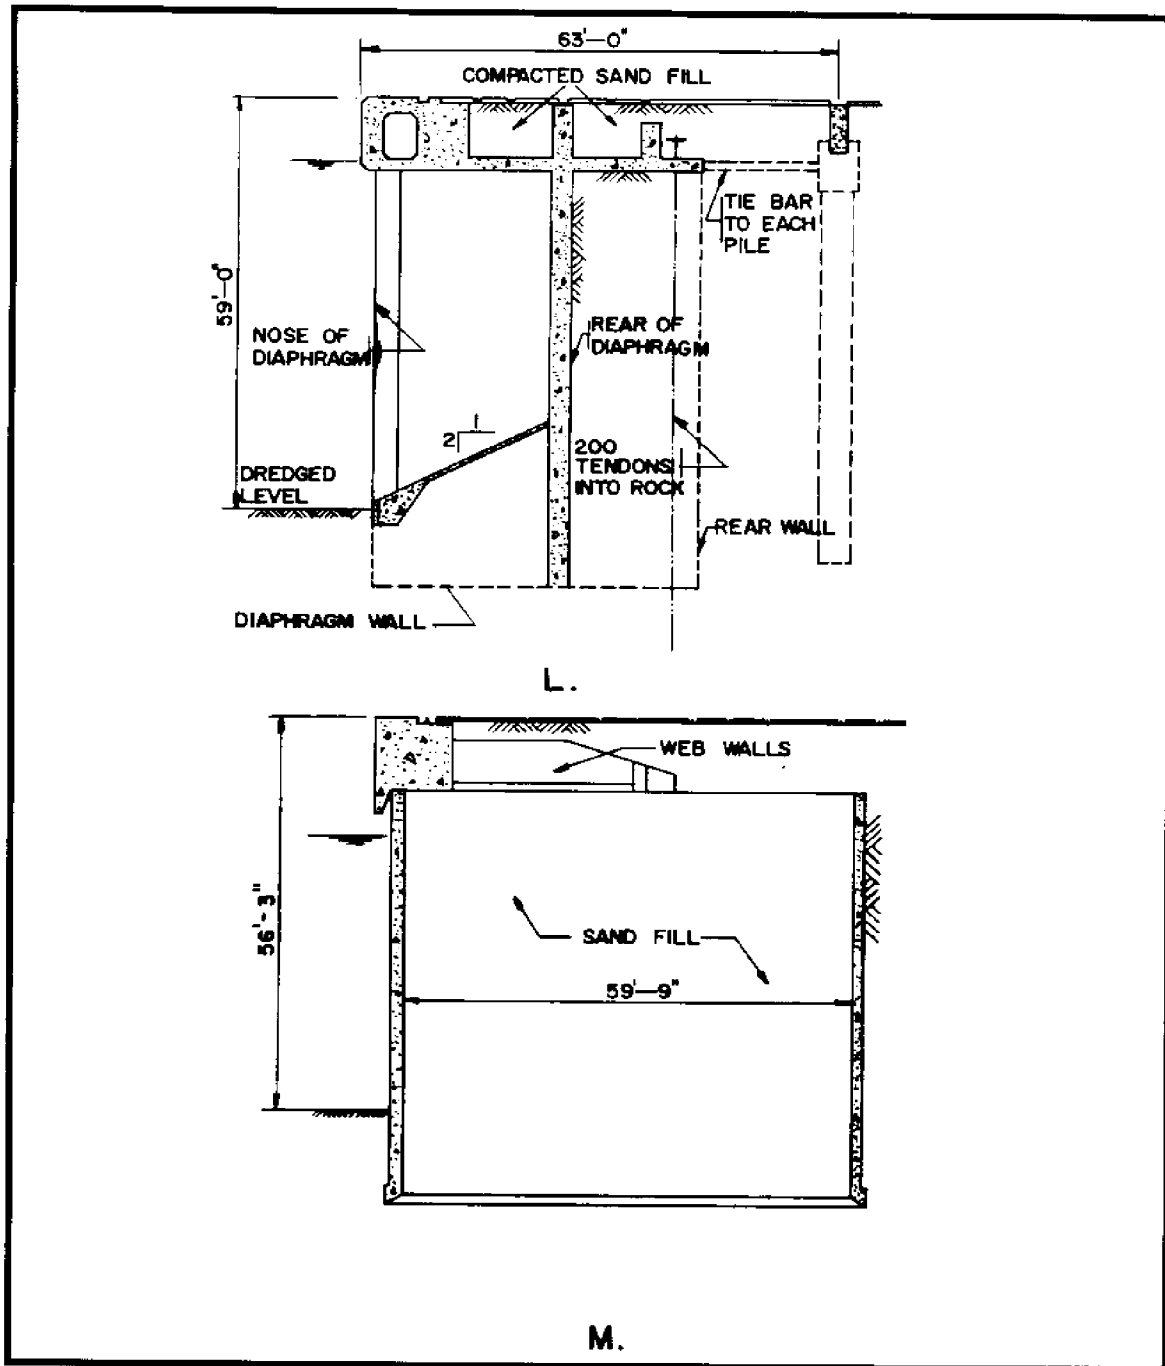 63'-0"
COMPACTED SAND FILL
59'-0"
TIE BAR
TO EACH
PILE
NOSE OF
DIAPHRAGM
REAR OF
DIAPHRAGM
1
2
200
TENDONS
INTO ROCK
DREDGED
LEVEL
REAR WALL
DIAPHRAGM WALL
L.
WEB WALLS
56'-3"
SAND FILL
59'-9"
M.